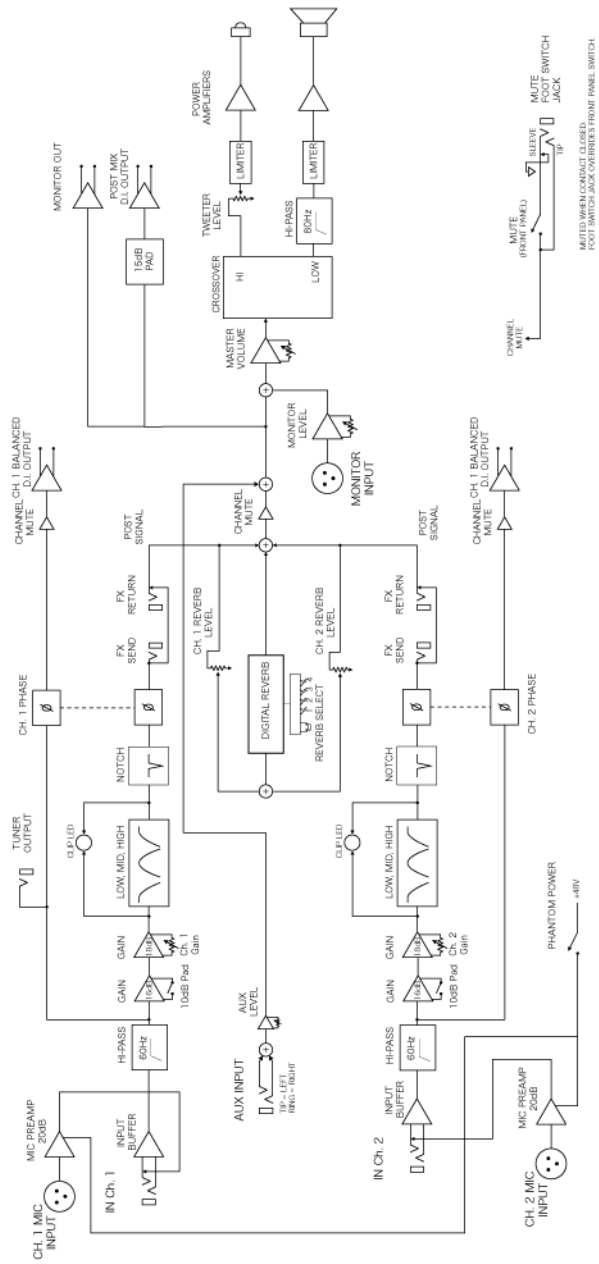 CH. 1 MIC
INPUT
MIC PREAMP
20dB
IN Ch. 1
INPUT
BUFFER
HI-PASS
60Hz
TUNER
OUTPUT
GAIN
16dB
10dB Pad
GAIN
18dB
Ch. 1
Gain
CLIP LED
LOW, MID, HIGH
NOTCH
CH. 1 PHASE
Ø
Ø
FX
SEND
FX
RETURN
POST
SIGNAL
CHANNEL
MUTE
CH. 1 BALANCED
D.I. OUTPUT
AUX INPUT
TIP = LEFT
RING = RIGHT
AUX
LEVEL
CH. 1 REVERB
LEVEL
DIGITAL REVERB
REVERB SELECT
CH. 2 REVERB
LEVEL
CHANNEL
MUTE
MONITOR
INPUT
MONITOR
LEVEL
MASTER
VOLUME
MONITOR OUT
15dB
PAD
POST MIX
D.I. OUTPUT
CROSSOVER
HI
LOW
TWEETER
LEVEL
HI-PASS
80Hz
LIMITER
LIMITER
POWER
AMPLIFIERS
IN Ch. 2
INPUT
BUFFER
HI-PASS
60Hz
GAIN
16dB
10dB Pad
GAIN
18dB
Ch. 2
Gain
CLIP LED
LOW, MID, HIGH
NOTCH
Ø
Ø
CH. 2 PHASE
FX
SEND
FX
RETURN
POST
SIGNAL
CHANNEL
MUTE
CH. 1 BALANCED
D.I. OUTPUT
CH. 2 MIC
INPUT
MIC PREAMP
20dB
PHANTOM POWER
+48V
CHANNEL
MUTE
MUTE
(FRONT PANEL)
SLEEVE
TIP
MUTE
FOOT SWITCH
JACK
MUTED WHEN CONTACT CLOSED.
FOOT SWITCH JACK OVERRIDES FRONT PANEL SWITCH.